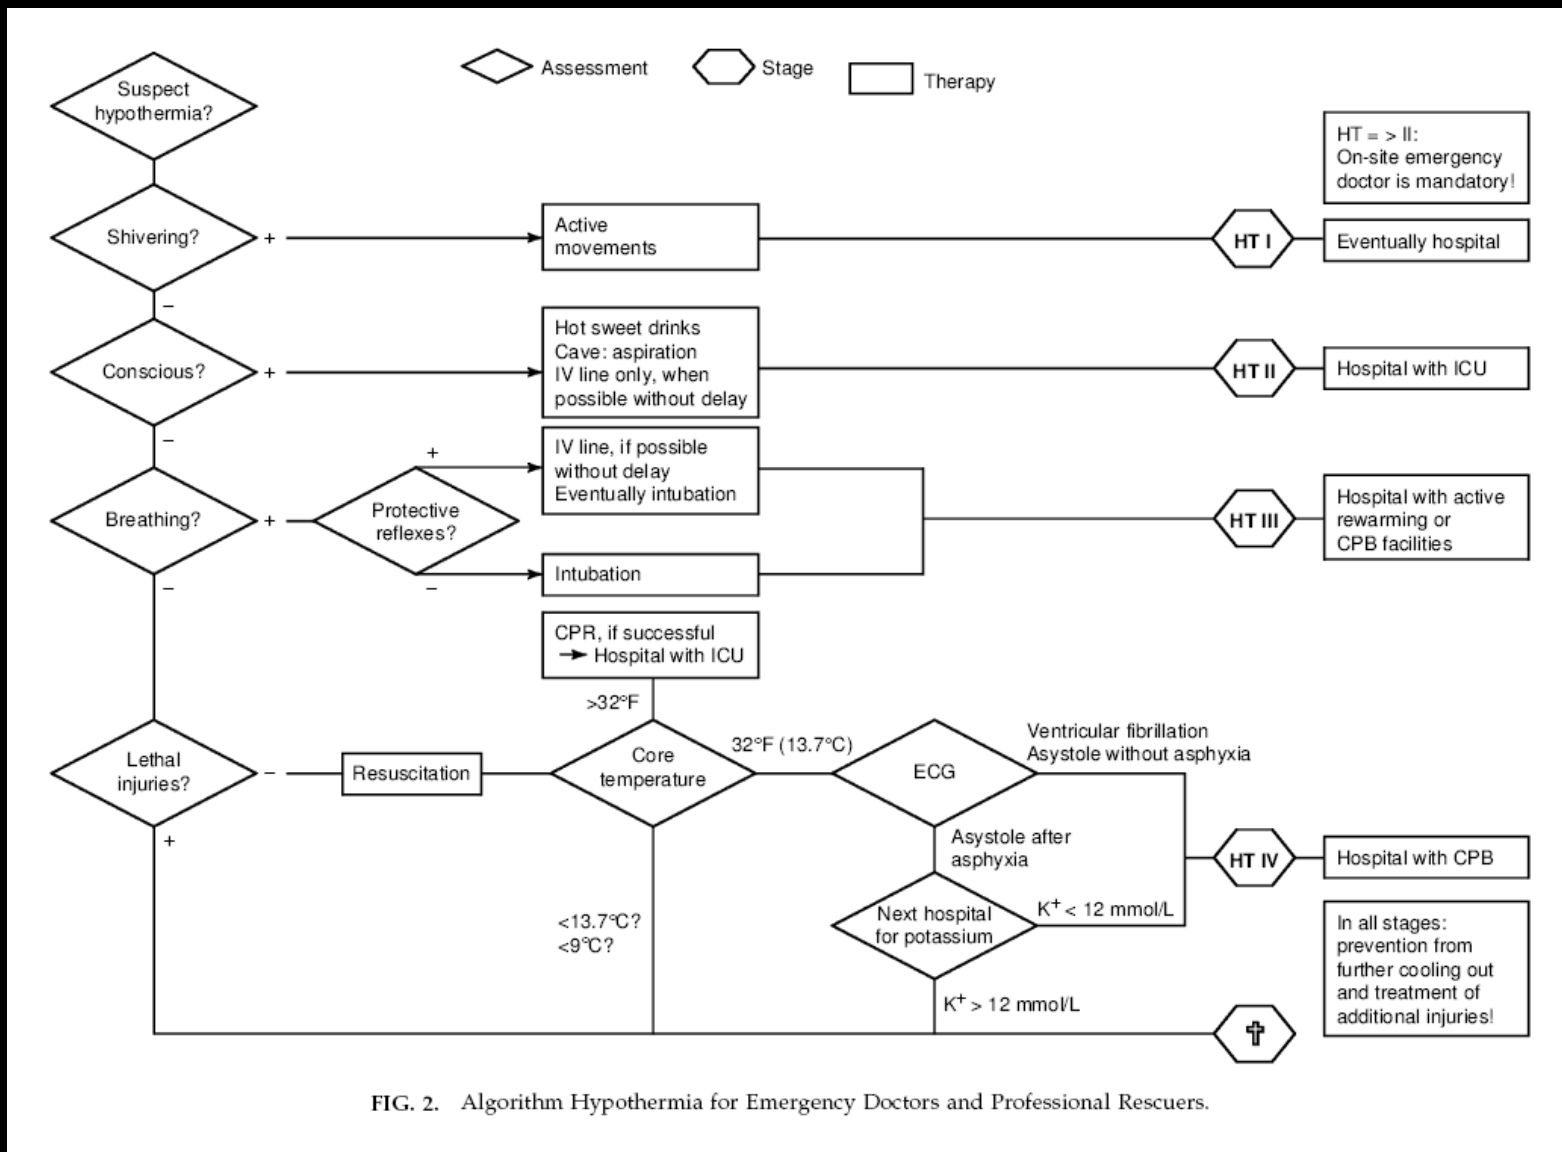 Assessment
Stage
Therapy
Suspect
hypothermia?
HT = > II:
On-site emergency
doctor is mandatory!
Shivering?
+
Active
movements
HT I
Eventually hospital
–
Conscious?
+
Hot sweet drinks
Cave: aspiration
IV line only, when
possible without delay
HT II
Hospital with ICU
–
Breathing?
+
Protective
reflexes?
+
IV line, if possible
without delay
Eventually intubation
–
Intubation
HT III
Hospital with active
rewarming or
CPB facilities
–
CPR, if successful
→ Hospital with ICU
>32°F
Lethal
injuries?
–
Resuscitation
Core
temperature
32°F (13.7°C)
ECG
Ventricular fibrillation
Asystole without asphyxia
+
Asystole after
asphyxia
HT IV
Hospital with CPB
<13.7°C?
<9°C?
Next hospital
for potassium
K+ < 12 mmol/L
K+ > 12 mmol/L
In all stages:
prevention from
further cooling out
and treatment of
additional injuries!
FIG. 2. Algorithm Hypothermia for Emergency Doctors and Professional Rescuers.